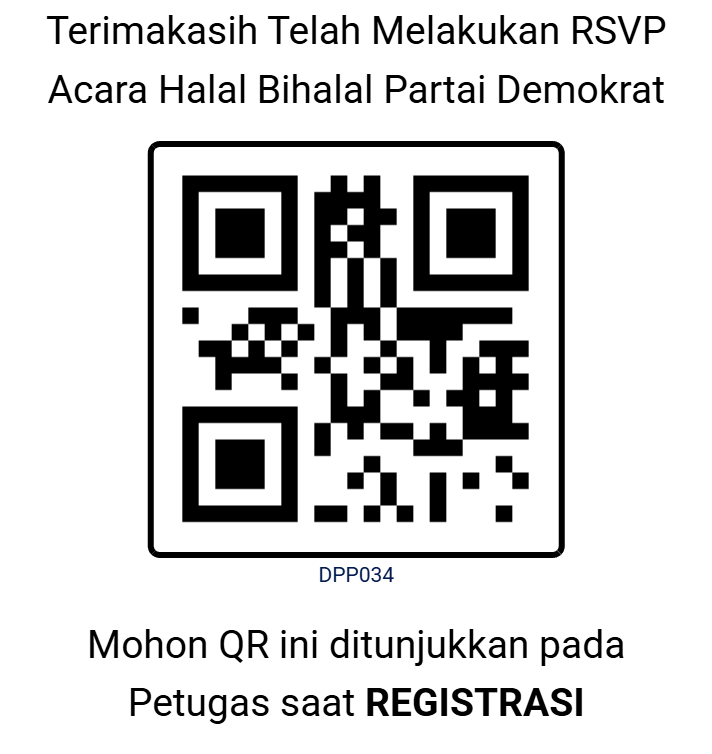 Terimakasih Telah Melakukan RSVP
Acara Halal Bihalal Partai Demokrat
DPP034
Mohon QR ini ditunjukkan pada
Petugas saat REGISTRASI